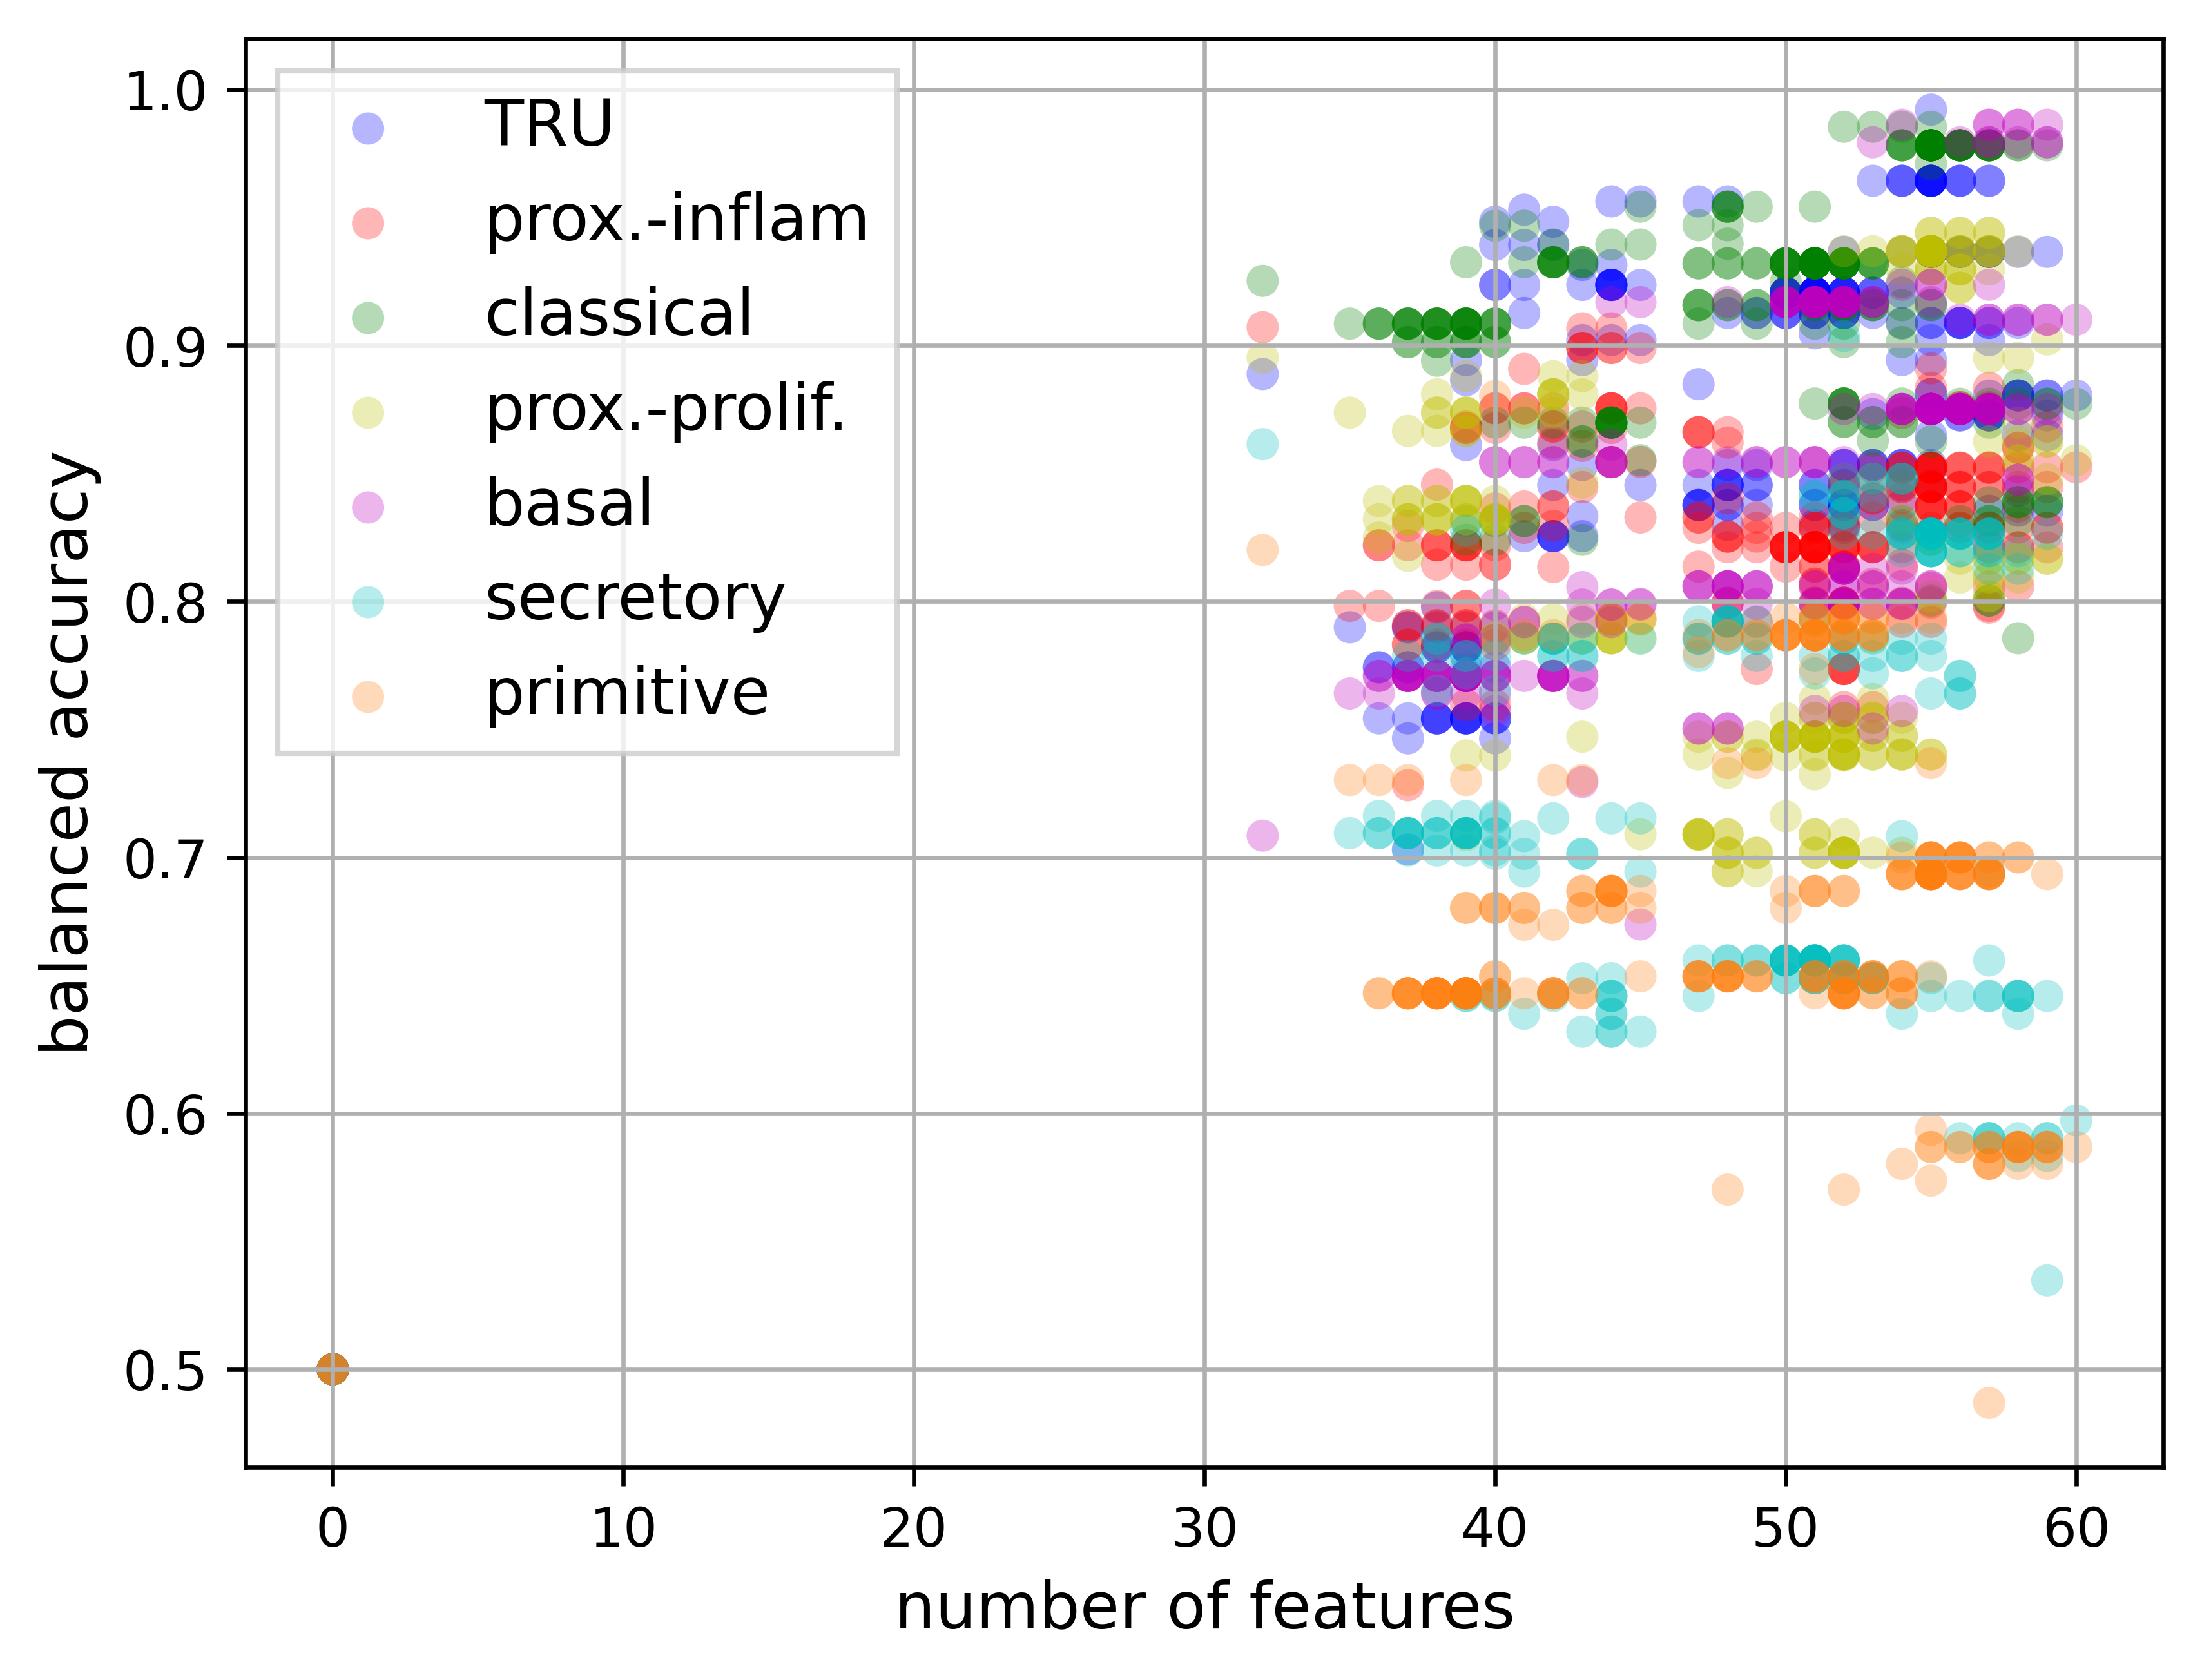 1.0
0.9
0.8
0.7
0.6
0.5
balanced accuracy
TRU
prox.-inflam
classical
prox.-prolif.
basal
secretory
primitive
0 10 20 30 40 50 60
number of features